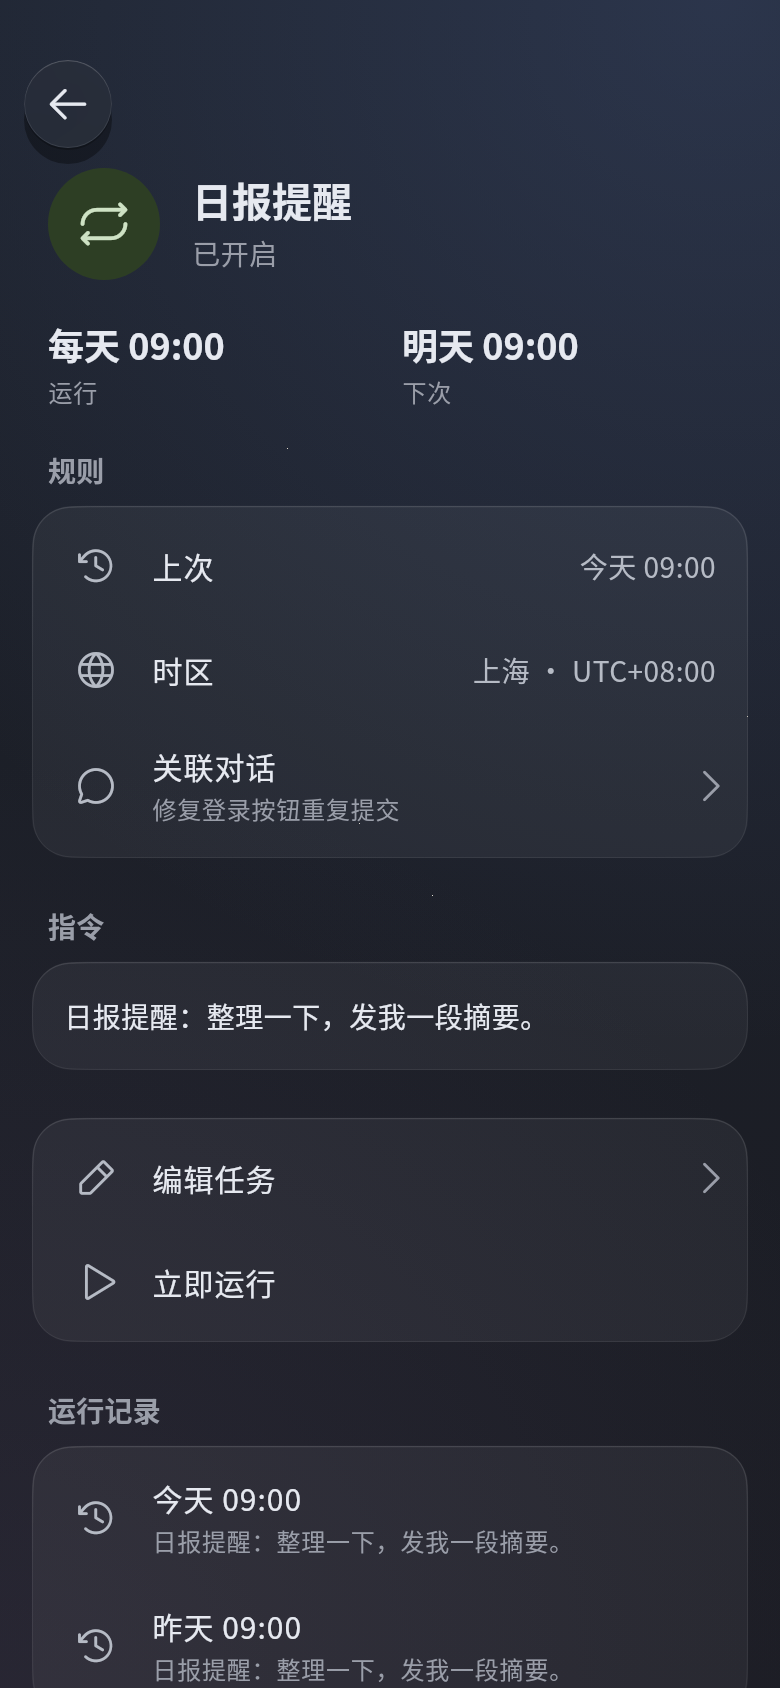 日报提醒
已开启
每天 09:00
运行
明天 09:00
下次
规则
上次
今天 09:00
时区
上海 · UTC+08:00
关联对话
修复登录按钮重复提交
指令
日报提醒：整理一下，发我一段摘要。
编辑任务
立即运行
运行记录
今天 09:00
日报提醒：整理一下，发我一段摘要。
昨天 09:00
日报提醒：整理一下，发我一段摘要。